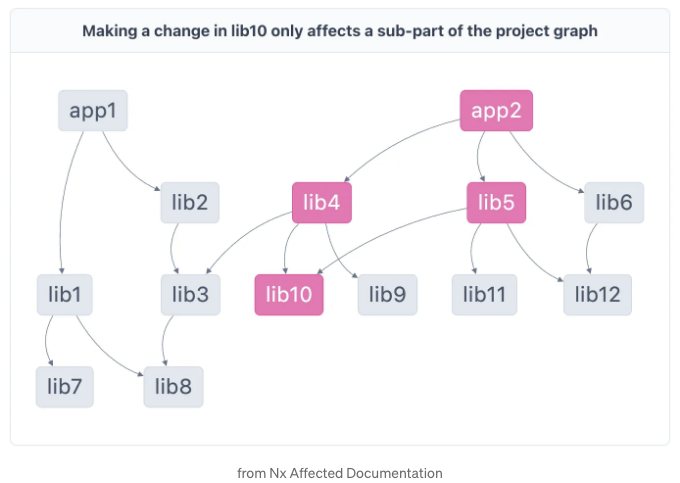 Making a change in lib10 only affects a sub-part of the project graph
app1
app2
lib2
lib4
lib5
lib6
lib1
lib3
lib10
lib9
lib11
lib12
lib7
lib8
from Nx Affected Documentation